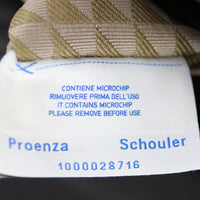 CONTIENE MICROCHIP
RIMUOVERE PRIMA DELL'USO
IT CONTAINS MICROCHIP
PLEASE REMOVE BEFORE USE
Proenza Schouler
1000028716